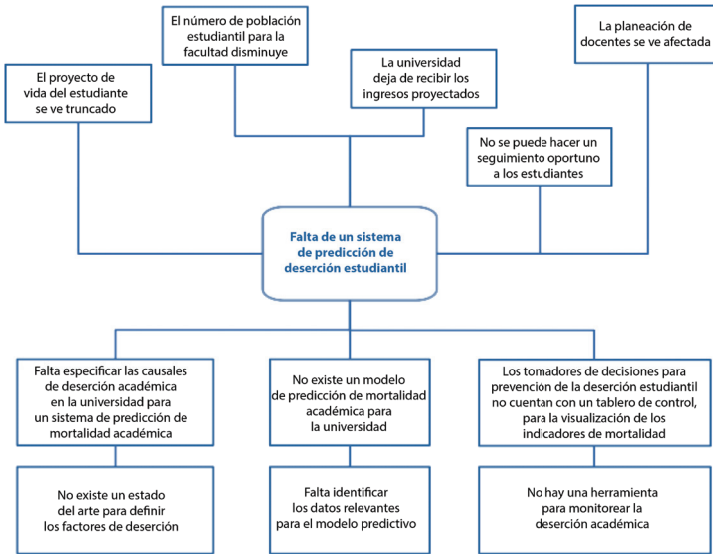 El número de población
estudiantil para la
facultad disminuye
La planeación de
docentes se ve afectada
La universidad
deja de recibir los
ingresos proyectados
El proyecto de
vida del estudiante
se ve truncado
No se puede hacer un
seguimiento oportuno
a los estudiantes
Falta de un sistema
de predicción de
deserción estudiantil
Falta especificar las causales
de deserción académica
en la universidad para
un sistema de predicción de
mortalidad académica
No existe un modelo
de predicción de mortalidad
académica para
la universidad
Los tomadores de decisiones para
prevención de la deserción estudiantil
no cuentan con un tablero de control,
para la visualización de los
indicadores de mortalidad
No existe un estado
del arte para definir
los factores de deserción
Falta identificar
los datos relevantes
para el modelo predictivo
No hay una herramienta
para monitorear la
deserción académica